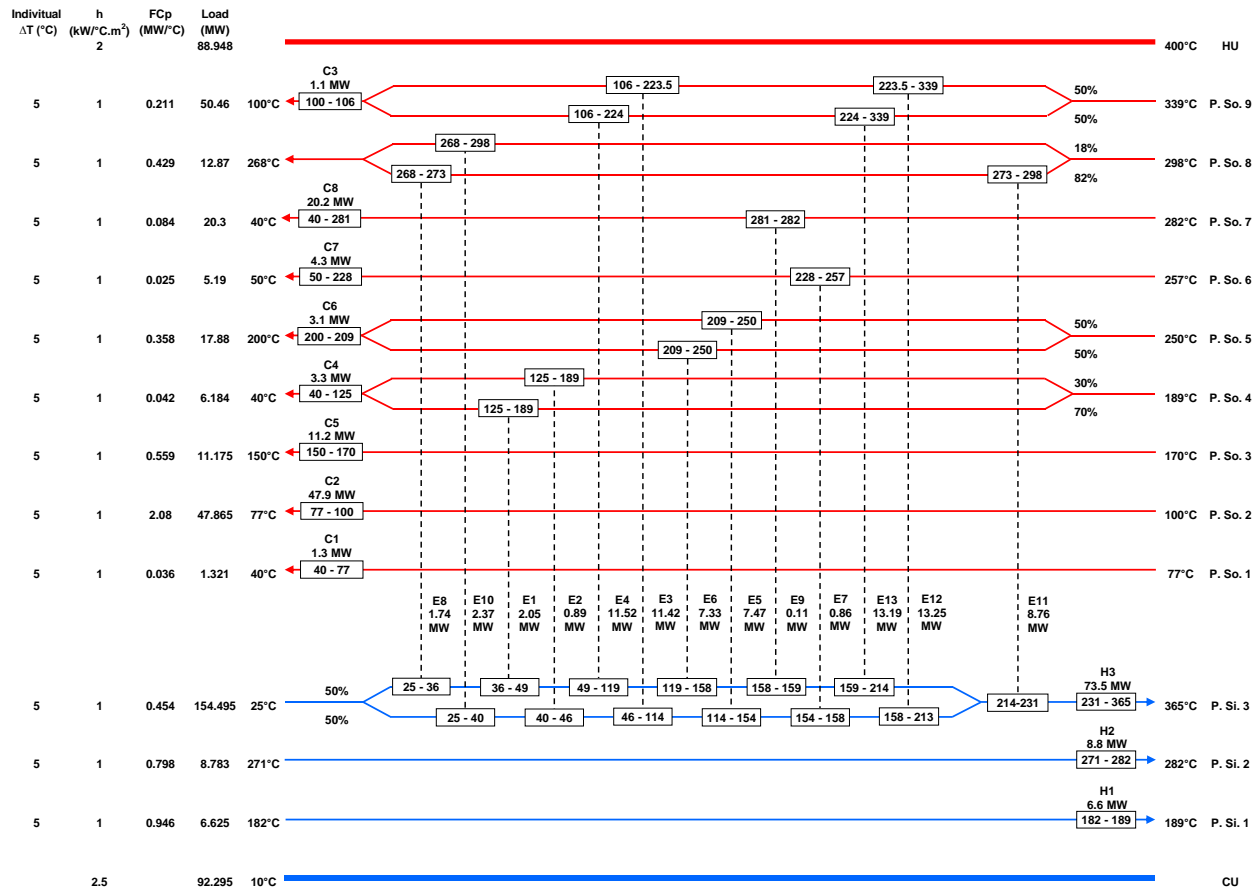 Indivitual h FCp Load
ΔT (°C) (kW/°C.m²) (MW/°C) (MW)
2 88.948 400°C HU
C3
1.1 MW
106 - 223.5 223.5 - 339
5 1 0.211 50.46 100°C 100 - 106 50% 339°C P. So. 9
106 - 224 224 - 339 50%
268 - 298 18%
5 1 0.429 12.87 268°C 298°C P. So. 8
268 - 273 273 - 298 82%
C8
20.2 MW
5 1 0.084 20.3 40°C 40 - 281 281 - 282 282°C P. So. 7
C7
4.3 MW
5 1 0.025 5.19 50°C 50 - 228 228 - 257 257°C P. So. 6
C6
3.1 MW
209 - 250 50%
5 1 0.358 17.88 200°C 200 - 209 250°C P. So. 5
209 - 250 50%
C4
3.3 MW
125 - 189 30%
5 1 0.042 6.184 40°C 40 - 125 189°C P. So. 4
125 - 189 70%
C5
11.2 MW
5 1 0.559 11.175 150°C 150 - 170 170°C P. So. 3
C2
47.9 MW
5 1 2.08 47.865 77°C 77 - 100 100°C P. So. 2
C1
1.3 MW
5 1 0.036 1.321 40°C 40 - 77 77°C P. So. 1
E8 E10 E1 E2 E4 E3 E6 E5 E9 E7 E13 E12 E11
1.74 2.37 2.05 0.89 11.52 11.42 7.33 7.47 0.11 0.86 13.19 13.25 8.76
MW MW MW MW MW MW MW MW MW MW MW MW MW
H3
73.5 MW
50% 25 - 36 36 - 49 49 - 119 119 - 158 158 - 159 159 - 214
5 1 0.454 154.495 25°C 214-231 231 - 365 365°C P. Si. 3
50% 25 - 40 40 - 46 46 - 114 114 - 154 154 - 158 158 - 213
H2
8.8 MW
5 1 0.798 8.783 271°C 271 - 282 282°C P. Si. 2
H1
6.6 MW
5 1 0.946 6.625 182°C 182 - 189 189°C P. Si. 1
2.5 92.295 10°C CU